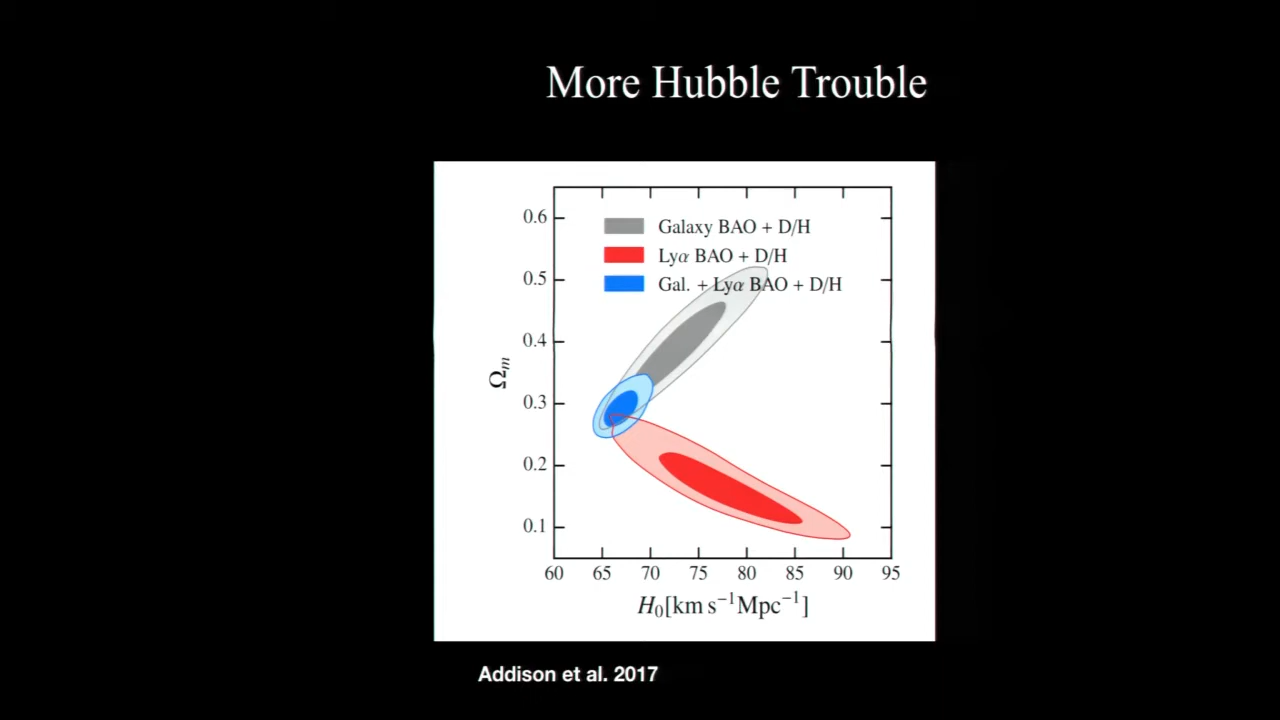 More Hubble Trouble
Galaxy BAO + D/H
Lyα BAO + D/H
Gal. + Lyα BAO + D/H
0.6
0.5
0.4
0.3
0.2
0.1
Ωm
60 65 70 75 80 85 90 95
H₀[km s⁻¹Mpc⁻¹]
Addison et al. 2017